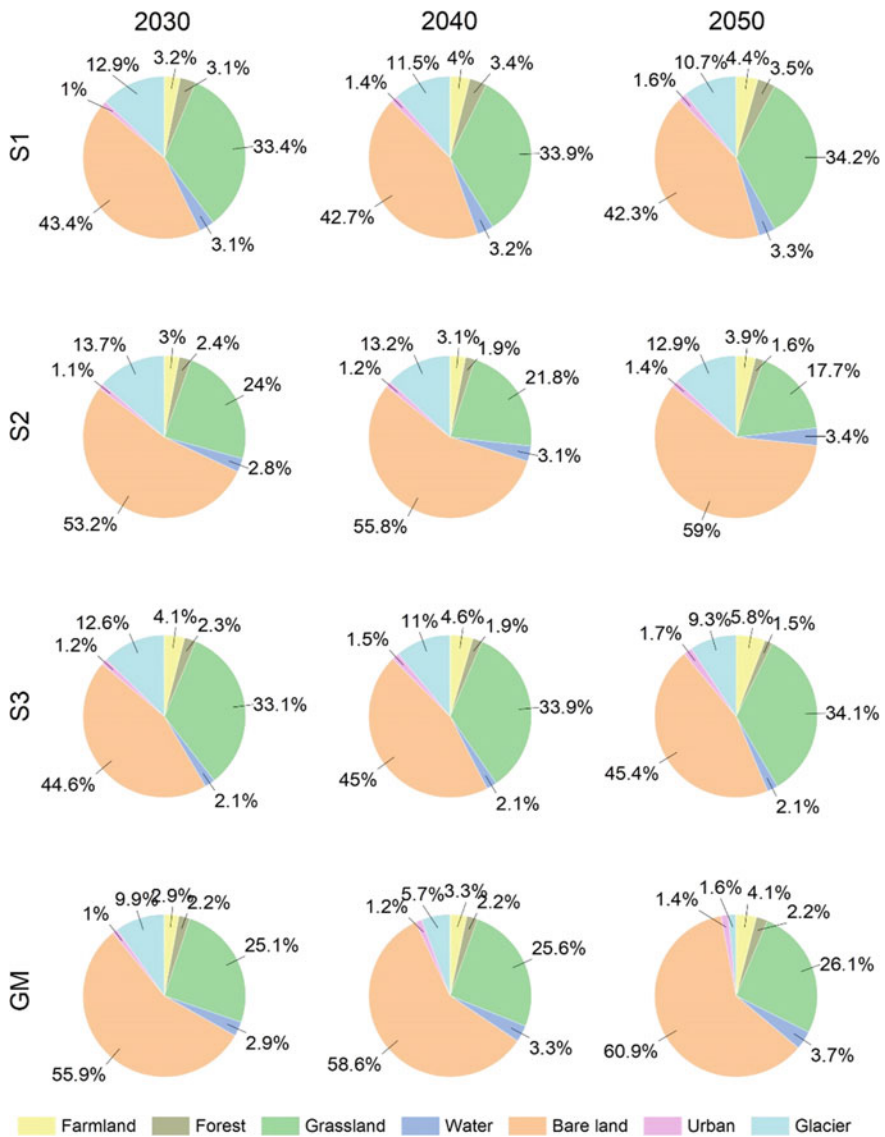 2030 2040 2050
S1
12.9% 3.2% 3.1% 1% 33.4% 43.4% 3.1%
11.5% 4% 3.4% 1.4% 33.9% 42.7% 3.2%
10.7% 4.4% 3.5% 1.6% 34.2% 42.3% 3.3%
S2
13.7% 3% 2.4% 1.1% 24% 2.8% 53.2%
13.2% 3.1% 1.9% 1.2% 21.8% 3.1% 55.8%
12.9% 3.9% 1.6% 1.4% 17.7% 3.4% 59%
S3
12.6% 4.1% 2.3% 1.2% 33.1% 44.6% 2.1%
11% 4.6% 1.9% 1.5% 33.9% 45% 2.1%
9.3% 5.8% 1.5% 1.7% 34.1% 45.4% 2.1%
GM
9.9% 2.9% 2.2% 1% 25.1% 2.9% 55.9%
5.7% 3.3% 2.2% 1.2% 25.6% 3.3% 58.6%
1.6% 4.1% 2.2% 1.4% 26.1% 3.7% 60.9%
Farmland Forest Grassland Water Bare land Urban Glacier